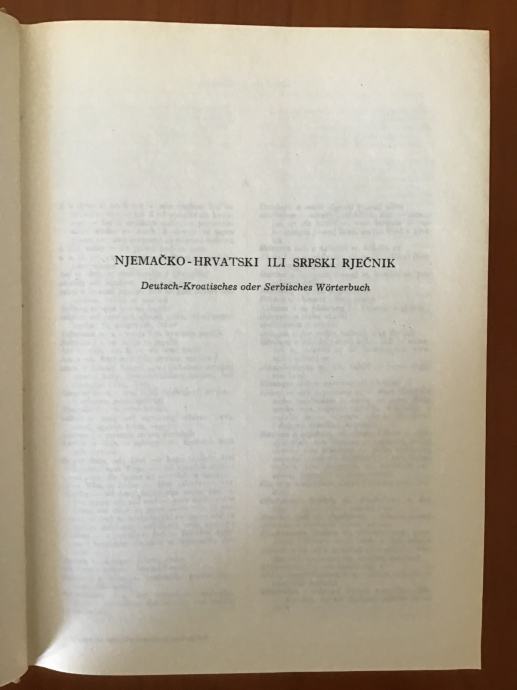 NJEMAČKO-HRVATSKI ILI SRPSKI RJEČNIK
Deutsch-Kroatisches oder Serbisches Wörterbuch